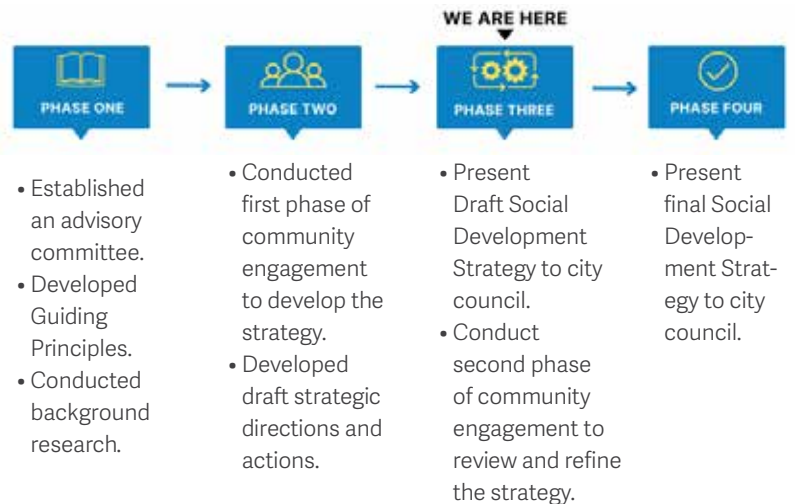 WE ARE HERE
PHASE ONE
PHASE TWO
PHASE THREE
PHASE FOUR
• Established
an advisory
committee.
• Developed
Guiding
Principles.
• Conducted
background
research.
• Conducted
first phase of
community
engagement
to develop the
strategy.
• Developed
draft strategic
directions and
actions.
• Present
Draft Social
Development
Strategy to city
council.
• Conduct
second phase
of community
engagement to
review and refine
the strategy.
• Present
final Social
Develop-
ment Strat-
egy to city
council.